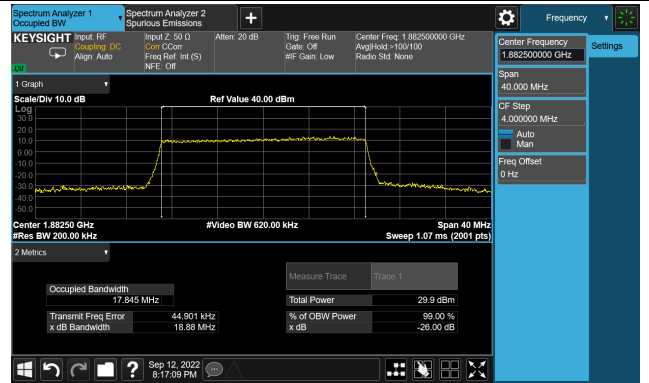 Spectrum Analyzer 1
Occupied BW
Spectrum Analyzer 2
Spurious Emissions
Frequency
KEYSIGHT
Input: RF
Coupling: DC
Align: Auto
LXI
Input Z: 50 Ω
Corr CCorr
Freq Ref: Int (S)
NFE: Off
Atten: 20 dB
Trig: Free Run
Gate: Off
#IF Gain: Low
Center Freq: 1.882500000 GHz
Avg|Hold:>100/100
Radio Std: None
Center Frequency
1.882500000 GHz
Settings
Span
40.000 MHz
CF Step
4.000000 MHz
Auto
Man
Freq Offset
0 Hz
1 Graph
Scale/Div 10.0 dB
Ref Value 40.00 dBm
Log
30.0
20.0
10.0
0.00
-10.0
-20.0
-30.0
-40.0
-50.0
Center 1.88250 GHz
#Video BW 620.00 kHz
Span 40 MHz
#Res BW 200.00 kHz
Sweep 1.07 ms (2001 pts)
2 Metrics
Measure Trace
Trace 1
Occupied Bandwidth
17.845 MHz
Total Power
29.9 dBm
Transmit Freq Error
44.901 kHz
% of OBW Power
99.00 %
x dB Bandwidth
18.88 MHz
x dB
-26.00 dB
?
Sep 12, 2022
8:17:09 PM